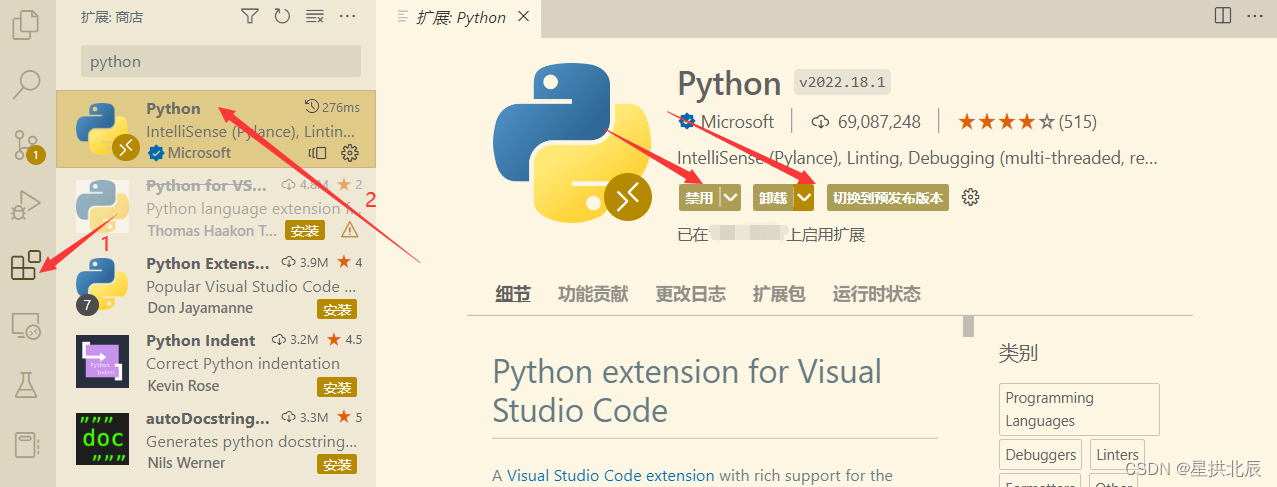 扩展: 商店
python
Python
276ms
IntelliSense (Pylance), Lintin...
Microsoft
Python for VS...
4.8M
2
Python language extension f...
Thomas Haakon T...
安装
Python Extens...
3.9M
4
Popular Visual Studio Code ...
Don Jayamanne
安装
7
Python Indent
3.2M
4.5
Correct Python indentation
Kevin Rose
安装
autoDocstring...
3.3M
5
Generates python docstring...
Nils Werner
安装
"""
doc
"""
1
1
2
扩展: Python
Python
v2022.18.1
Microsoft
69,087,248
(515)
IntelliSense (Pylance), Linting, Debugging (multi-threaded, re...
禁用
卸载
切换到预发布版本
已在
上启用扩展
细节
功能贡献
更改日志
扩展包
运行时状态
Python extension for Visual
Studio Code
A Visual Studio Code extension with rich support for the
类别
Programming
Languages
Debuggers
Linters
Formatters
Other
CSDN @星拱北辰